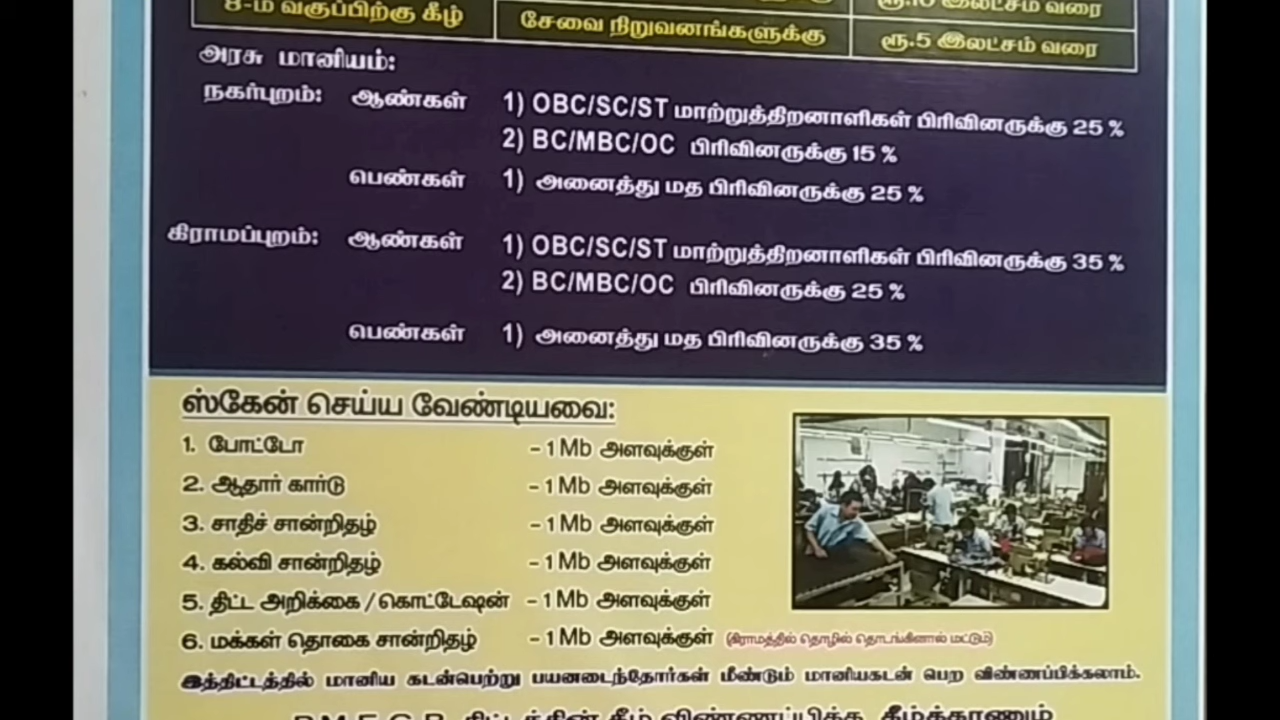 8-ம் வகுப்பிற்கு கீழ் சேவை நிறுவனங்களுக்கு ரூ.5 இலட்சம் வரை
அரசு மானியம்:
நகர்புறம்: ஆண்கள் 1) OBC/SC/ST மாற்றுத்திறனாளிகள் பிரிவினருக்கு 25 %
2) BC/MBC/OC பிரிவினருக்கு 15 %
பெண்கள் 1) அனைத்து மத பிரிவினருக்கு 25 %
கிராமப்புறம்: ஆண்கள் 1) OBC/SC/ST மாற்றுத்திறனாளிகள் பிரிவினருக்கு 35 %
2) BC/MBC/OC பிரிவினருக்கு 25 %
பெண்கள் 1) அனைத்து மத பிரிவினருக்கு 35 %
ஸ்கேன் செய்ய வேண்டியவை:
1. போட்டோ - 1 Mb அளவுக்குள்
2. ஆதார் கார்டு - 1 Mb அளவுக்குள்
3. சாதிச் சான்றிதழ் - 1 Mb அளவுக்குள்
4. கல்வி சான்றிதழ் - 1 Mb அளவுக்குள்
5. திட்ட அறிக்கை / கொட்டேஷன் - 1 Mb அளவுக்குள்
6. மக்கள் தொகை சான்றிதழ் - 1 Mb அளவுக்குள் (கிராமத்தில் தொழில் தொடங்கினால் மட்டும்)
இத்திட்டத்தில் மானிய கடன்பெற்று பயனடைந்தோர்கள் மீண்டும் மானியகடன் பெற விண்ணப்பிக்கலாம்.
P.M.E.G.P. திட்டத்தின் கீழ் விண்ணப்பிக்க கீழ்க்காணும்